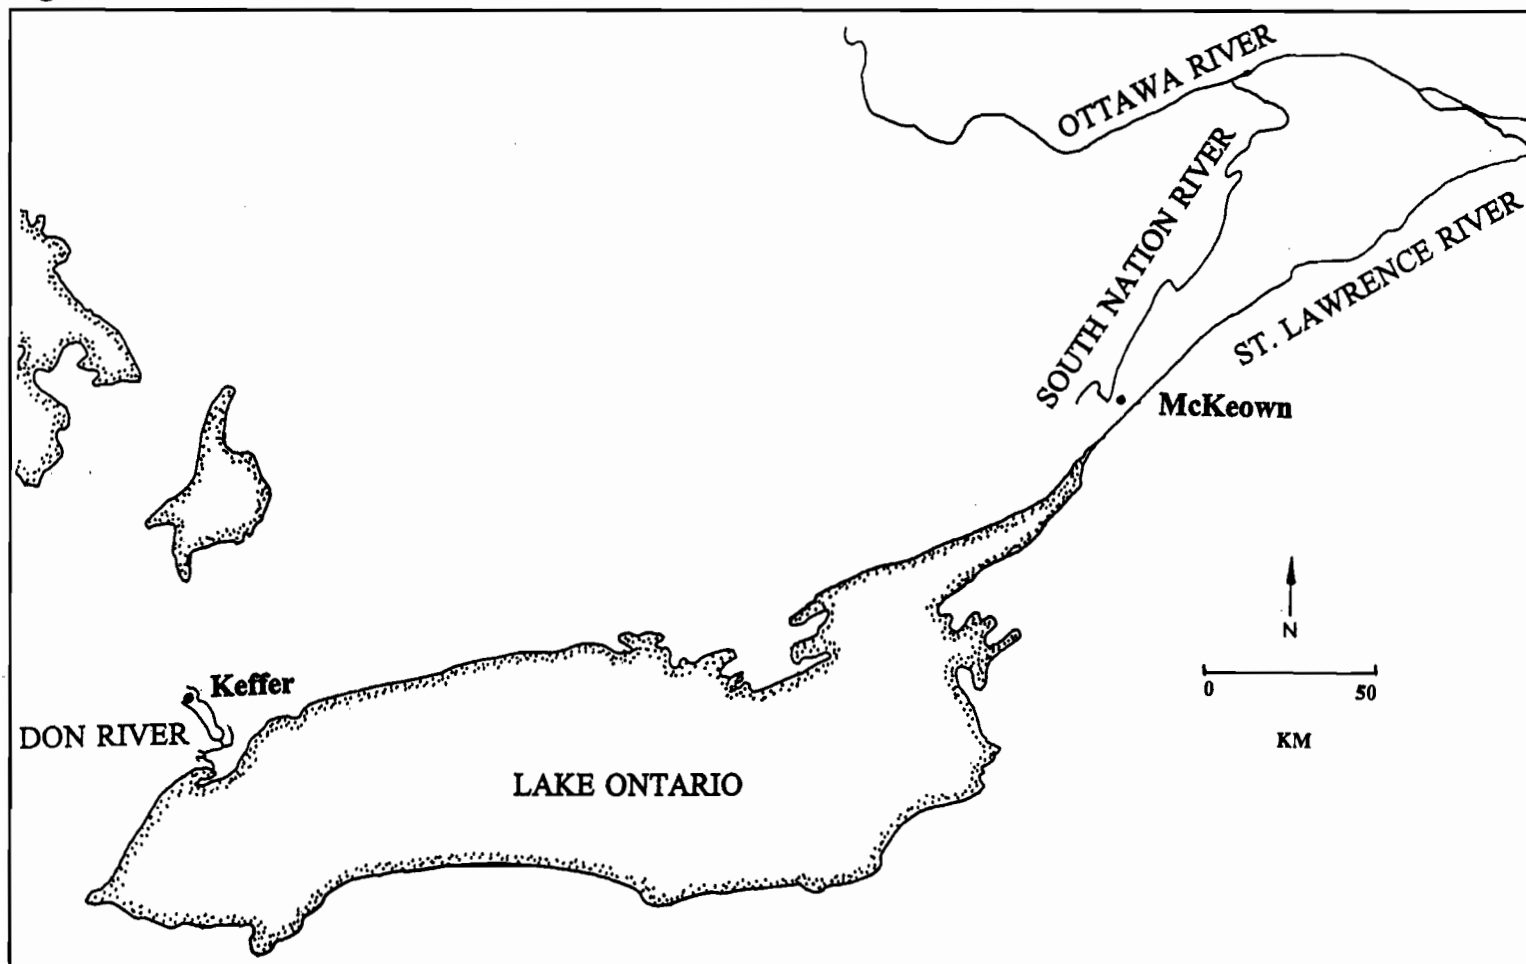 OTTAWA RIVER
SOUTH NATION RIVER
ST. LAWRENCE RIVER
McKeown
N
0 50
KM
Keffer
DON RIVER
LAKE ONTARIO